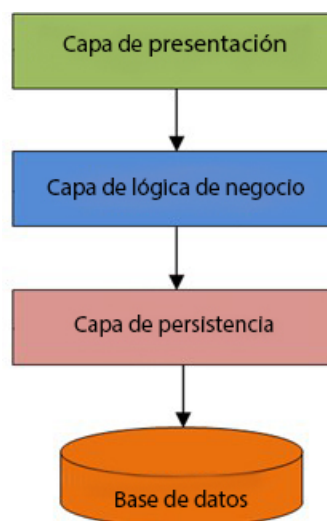 Capa de presentación
Capa de lógica de negocio
Capa de persistencia
Base de datos